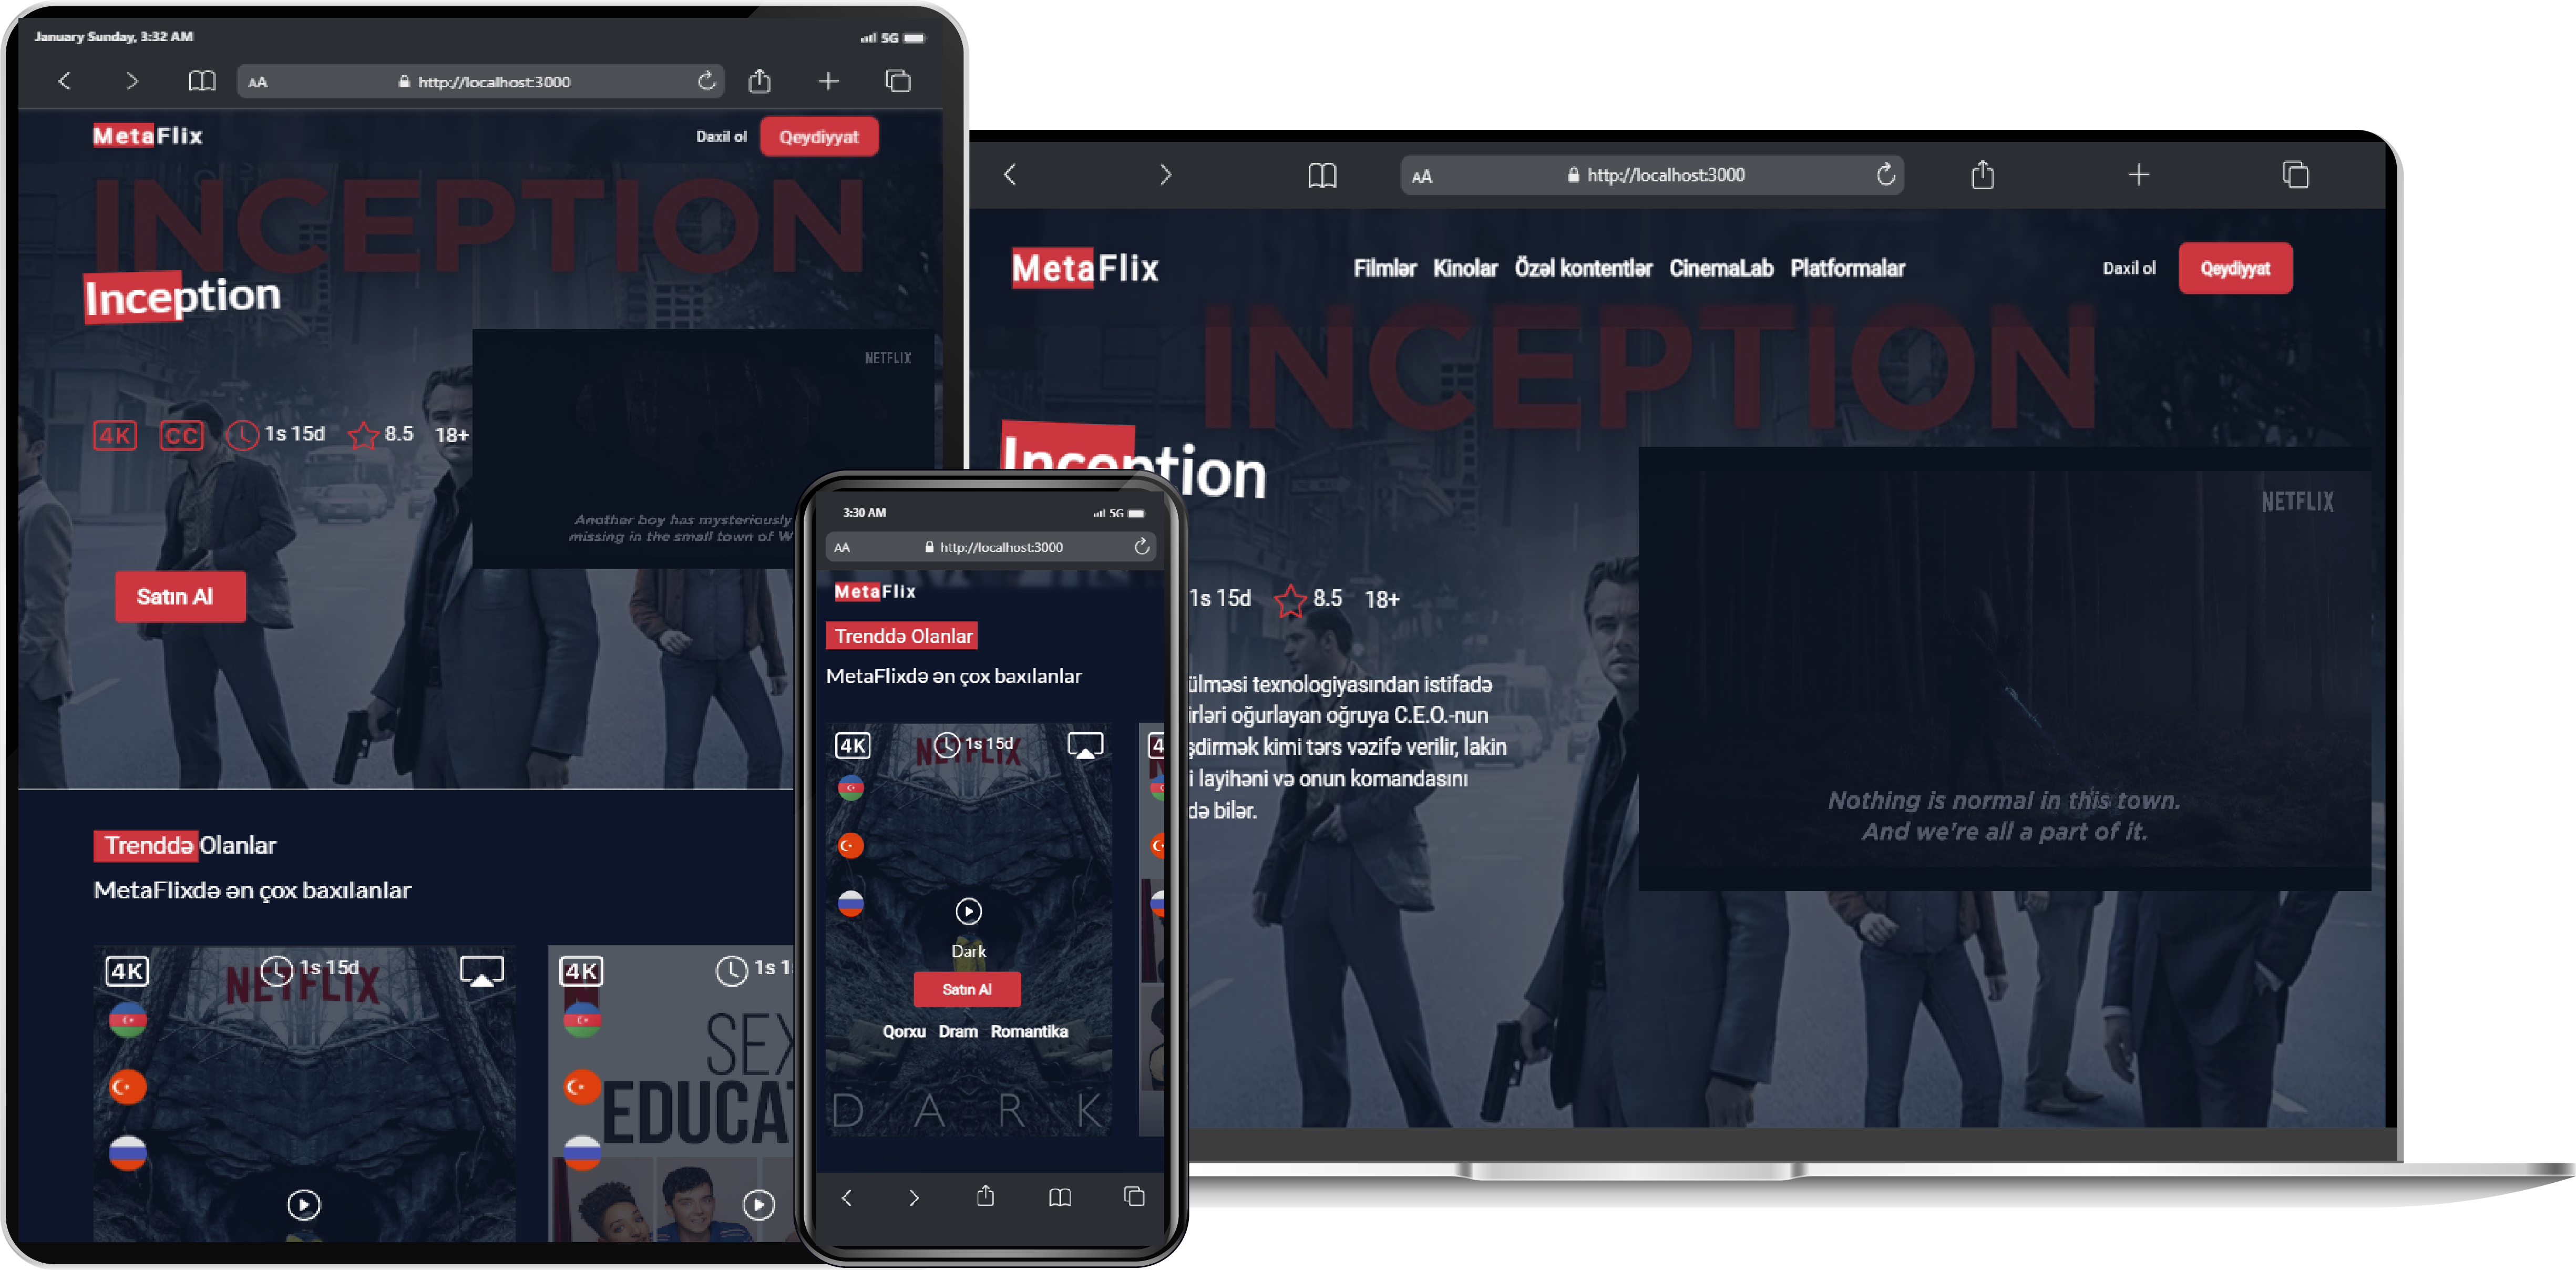 January Sunday, 3:32 AM
5G
AA
http://localhost:3000
MetaFlix
Daxil ol
Qeydiyyat
INCEPTION
Inception
NETFLIX
4K
CC
1s 15d
8.5
18+
Another boy has mysteriously
missing in the small town of
Satın Al
Trenddə Olanlar
MetaFlixdə ən çox baxılanlar
4K
1s 15d
NETFLIX
4K
1s
SEX
3:30 AM
5G
AA
http://localhost:3000
MetaFlix
Trenddə Olanlar
MetaFlixdə ən çox baxılanlar
4K
1s 15d
NETFLIX
Dark
Satın Al
Qorxu Dram Romantika
DARK
AA
http://localhost:3000
MetaFlix
Filmlər Kinolar Özəl kontentlər CinemaLab Platformalar
Daxil ol
Qeydiyyat
INCEPTION
Inception
NETFLIX
1s 15d
8.5
18+
texnologiyasından istifadə
oğurlayan oğruya C.E.O.-nun
kimi tərs vəzifə verilir, lakin
layihəni və onun komandasını
bilər.
Nothing is normal in this town.
And we're all a part of it.